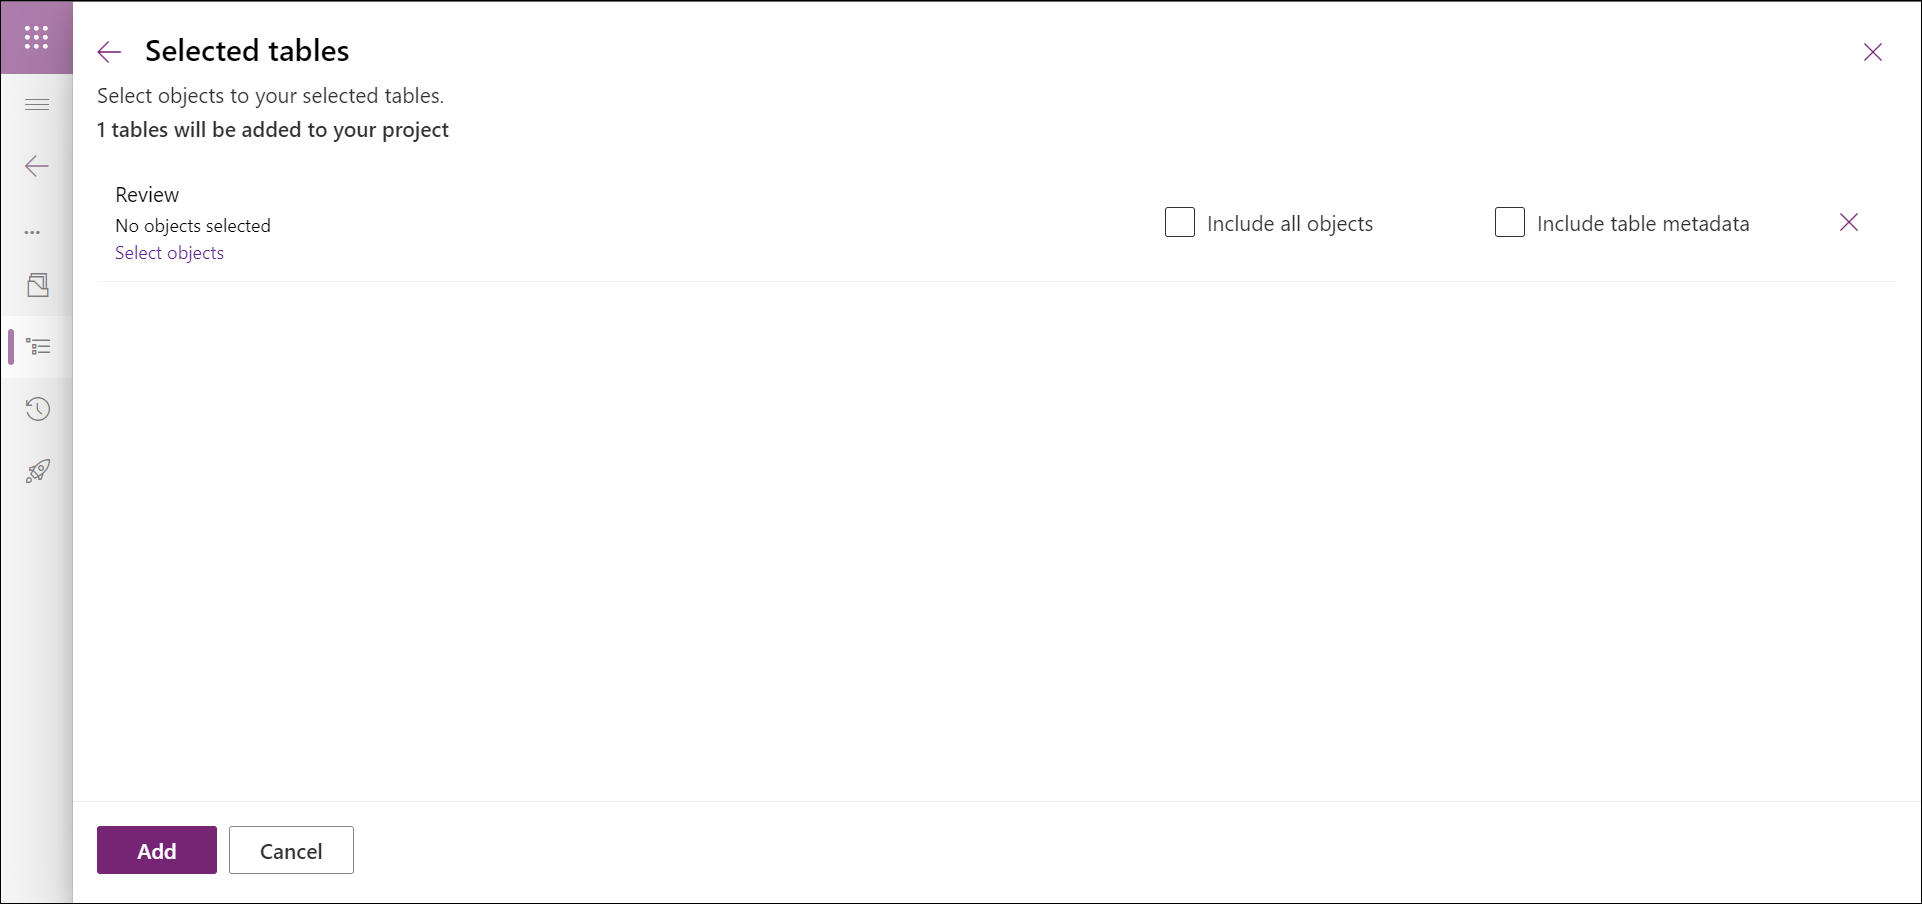 Selected tables
Select objects to your selected tables.
1 tables will be added to your project
Review
No objects selected
Select objects
Include all objects
Include table metadata
Add
Cancel